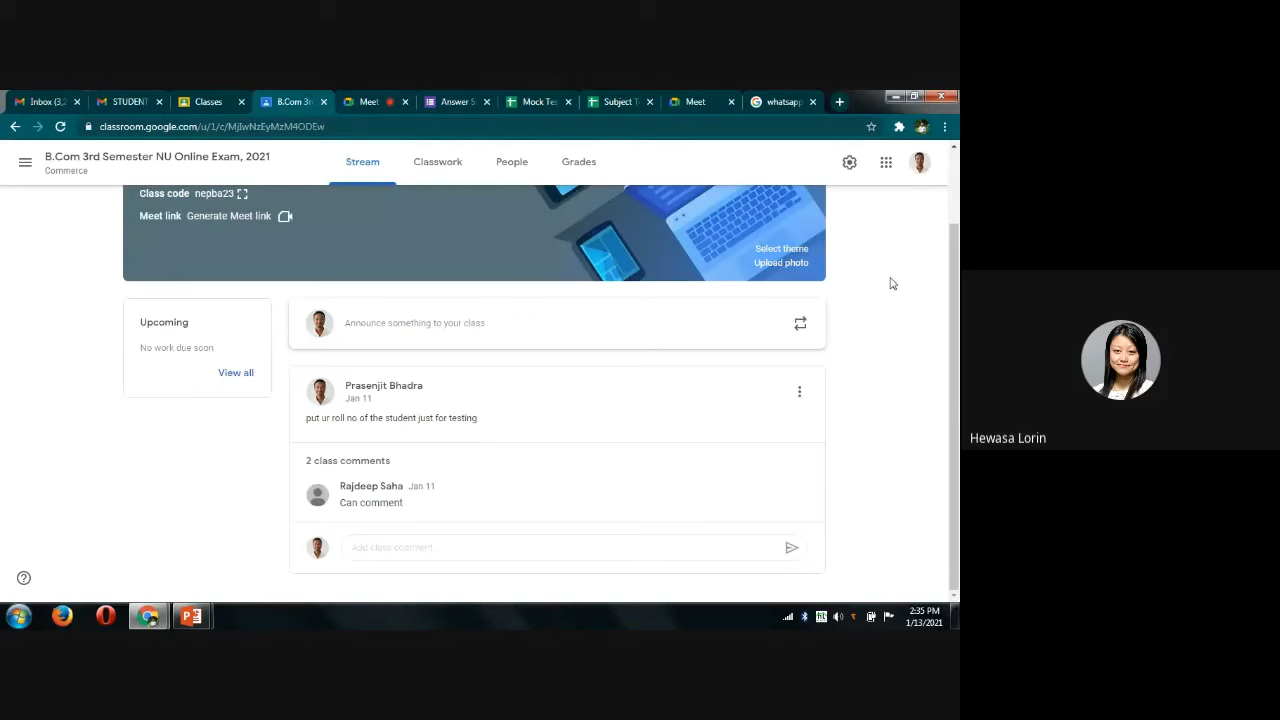 Inbox (3,2
STUDENT
Classes
B.Com 3r
Meet
Answer S
Mock Tes
Subject T
Meet
whatsapp
classroom.google.com/u/1/c/MjIwNzEyMzM4ODEw
B.Com 3rd Semester NU Online Exam, 2021
Commerce
Stream
Classwork
People
Grades
Class code nepba23
Meet link Generate Meet link
Select theme
Upload photo
Upcoming
No work due soon
View all
Announce something to your class
Prasenjit Bhadra
Jan 11
put ur roll no of the student just for testing
2 class comments
Rajdeep Saha Jan 11
Can comment
Add class comment
2:35 PM
1/13/2021
Hewasa Lorin